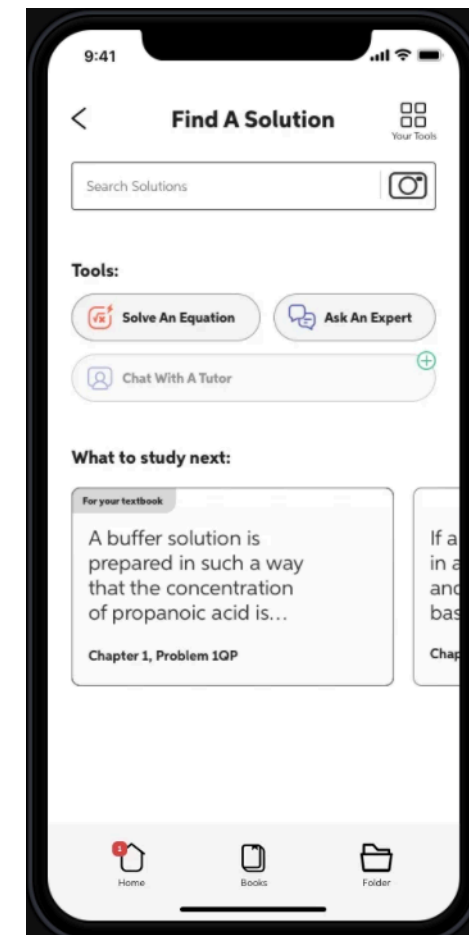 9:41
Find A Solution
Your Tools
Search Solutions
Tools:
Solve An Equation
Ask An Expert
Chat With A Tutor
What to study next:
For your textbook
A buffer solution is
prepared in such a way
that the concentration
of propanoic acid is...
Chapter 1, Problem 1QP
If a
in a
and
bas
Chap
1
Home
Books
Folder